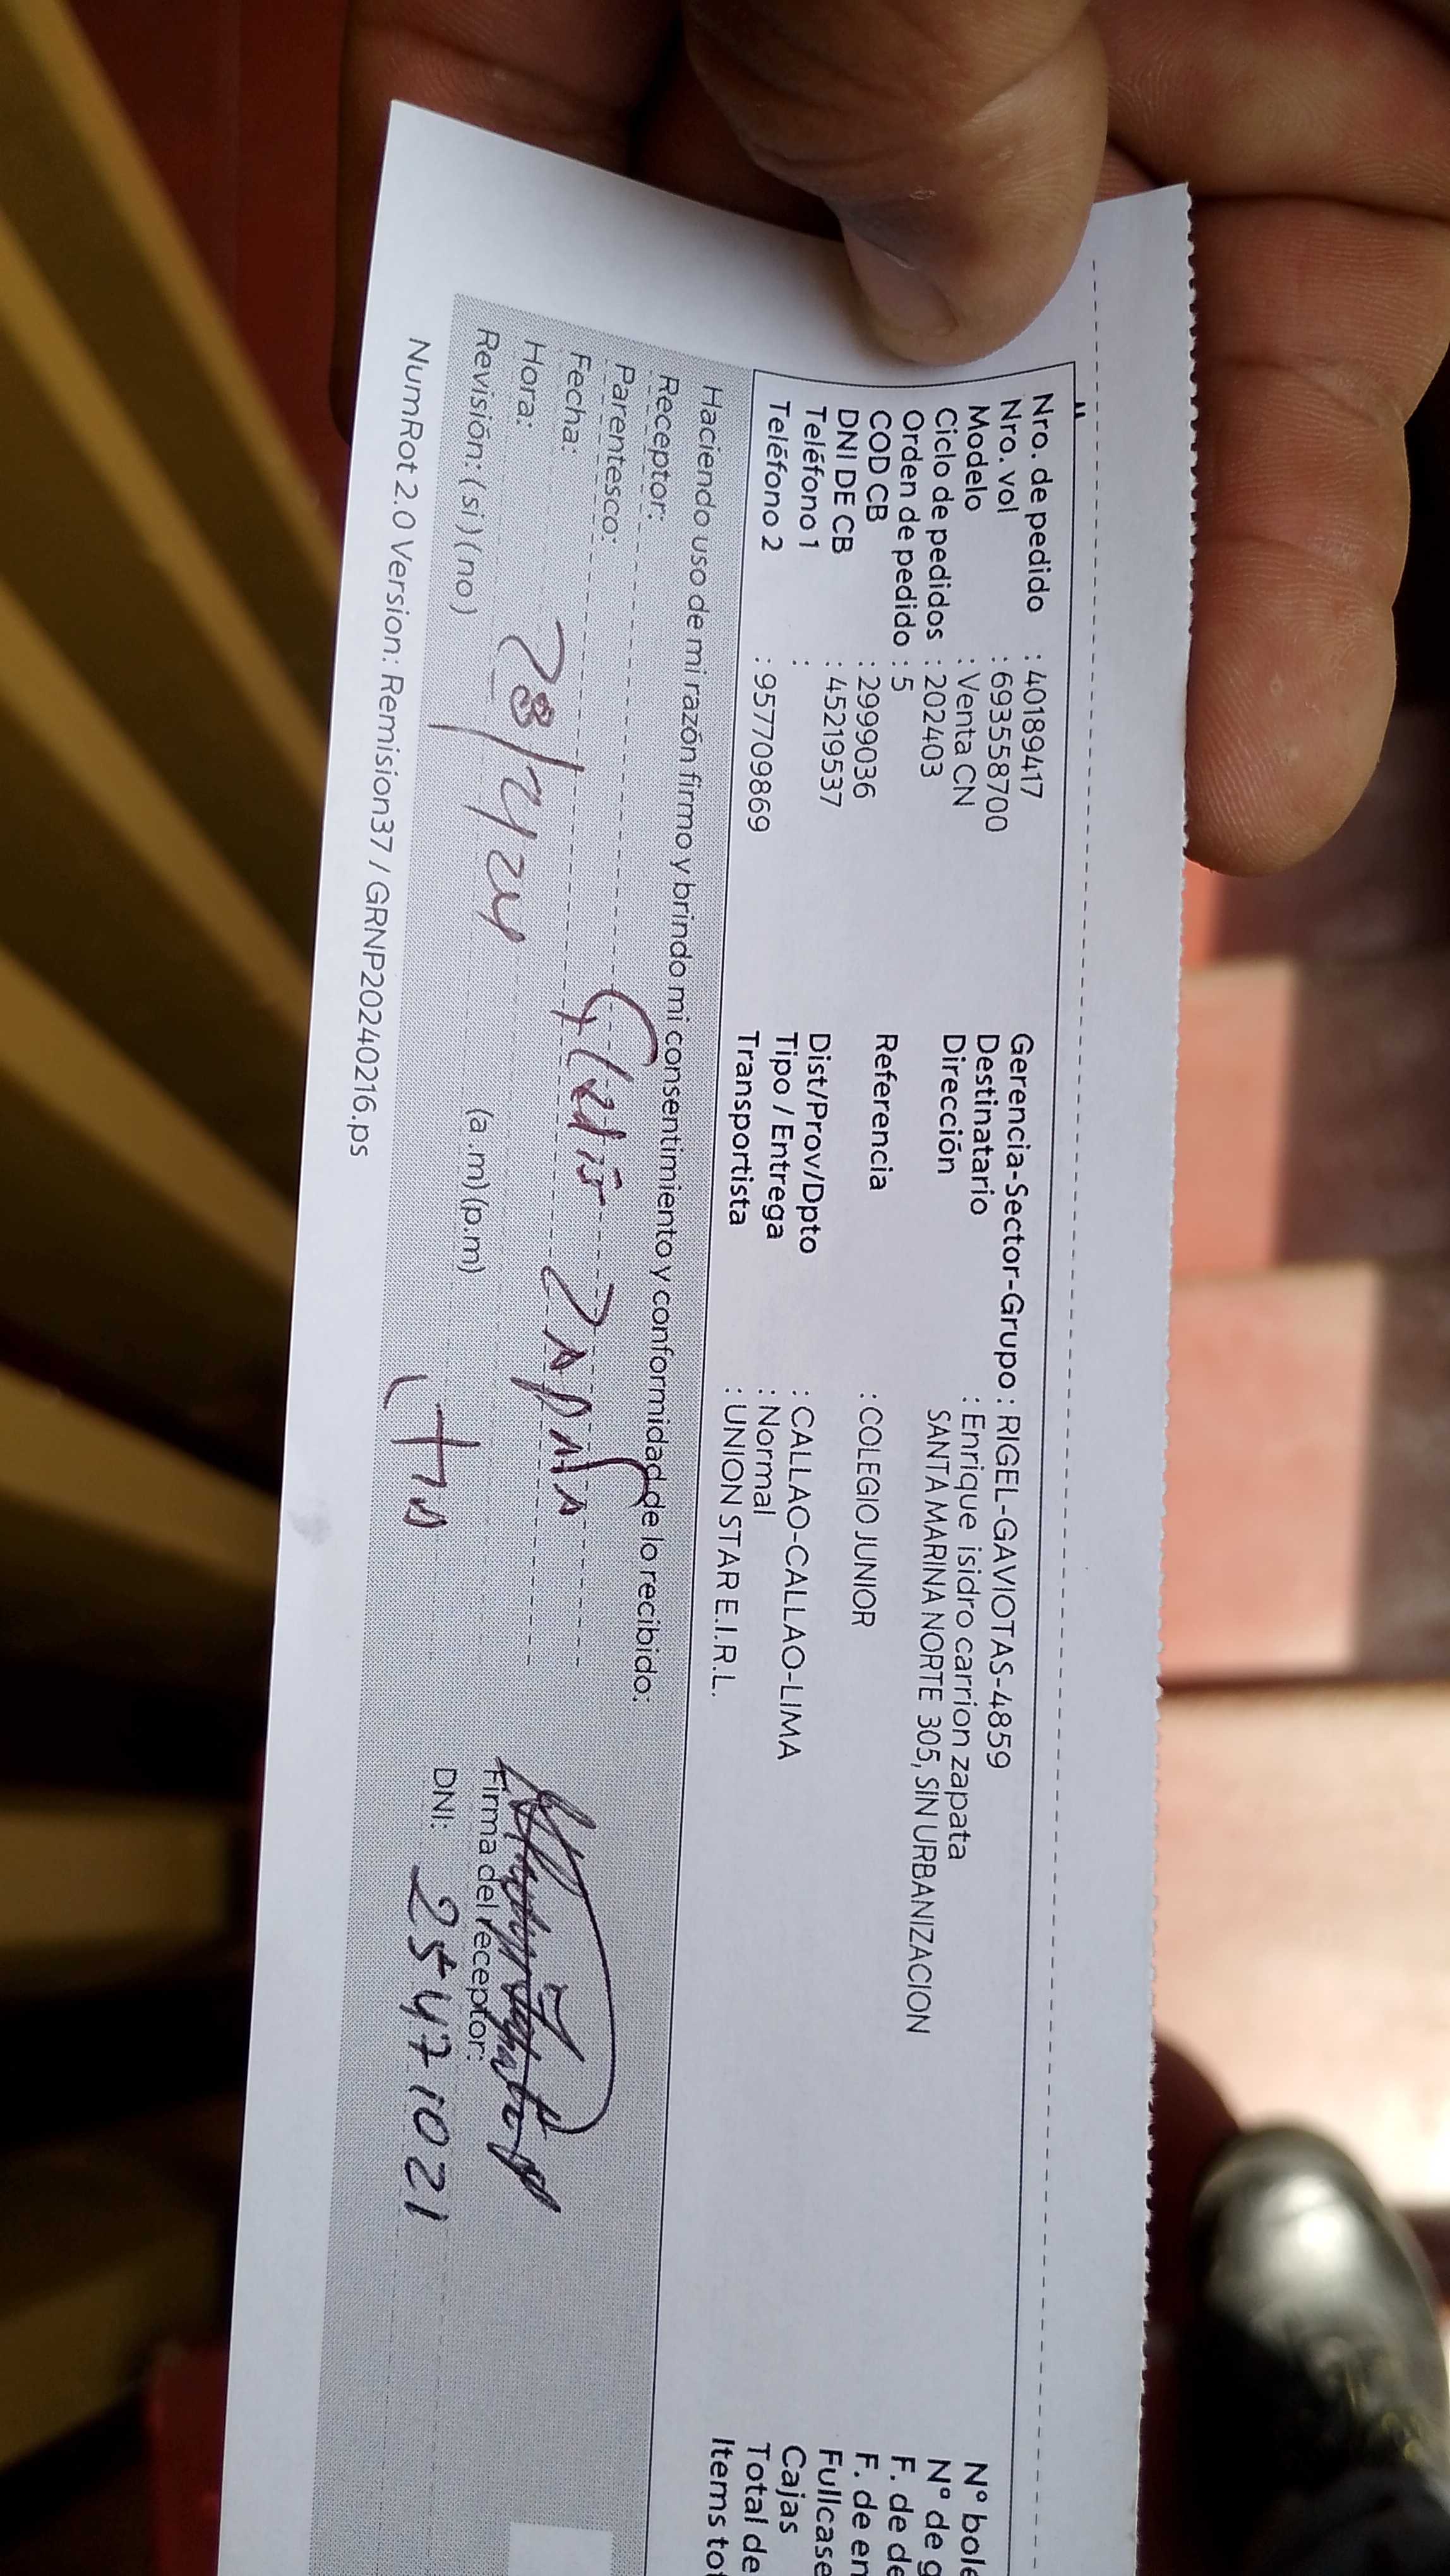 Nro. de pedido : 40189417
Nro. vol : 693558700
Modelo : Venta CN
Ciclo de pedidos : 202403
Orden de pedido : 5
COD CB : 2999036
DNI DE CB : 45219537
Teléfono 1 :
Teléfono 2 : 957709869
Gerencia-Sector-Grupo : RIGEL-GAVIOTAS-4859
Destinatario : Enrique isidro carrion zapata
Dirección SANTA MARINA NORTE 305, SIN URBANIZACION
Referencia : COLEGIO JUNIOR
Dist/Prov/Dpto : CALLAO-CALLAO-LIMA
Tipo / Entrega : Normal
Transportista : UNION STAR E.I.R.L.
N° bole
N° de g
F. de de
F. de en
Fullcase
Cajas
Total de
Items tot
Haciendo uso de mi razón firmo y brindo mi consentimiento y conformidad de lo recibido:
Receptor:
Parentesco:
Fecha: 28/2/24
Hora: (a.m) (p.m)
Revisión: ( si ) ( no )
Firma del receptor:
DNI: 25471021
NumRot 2.0 Version: Remision37 / GRNP20240216.ps